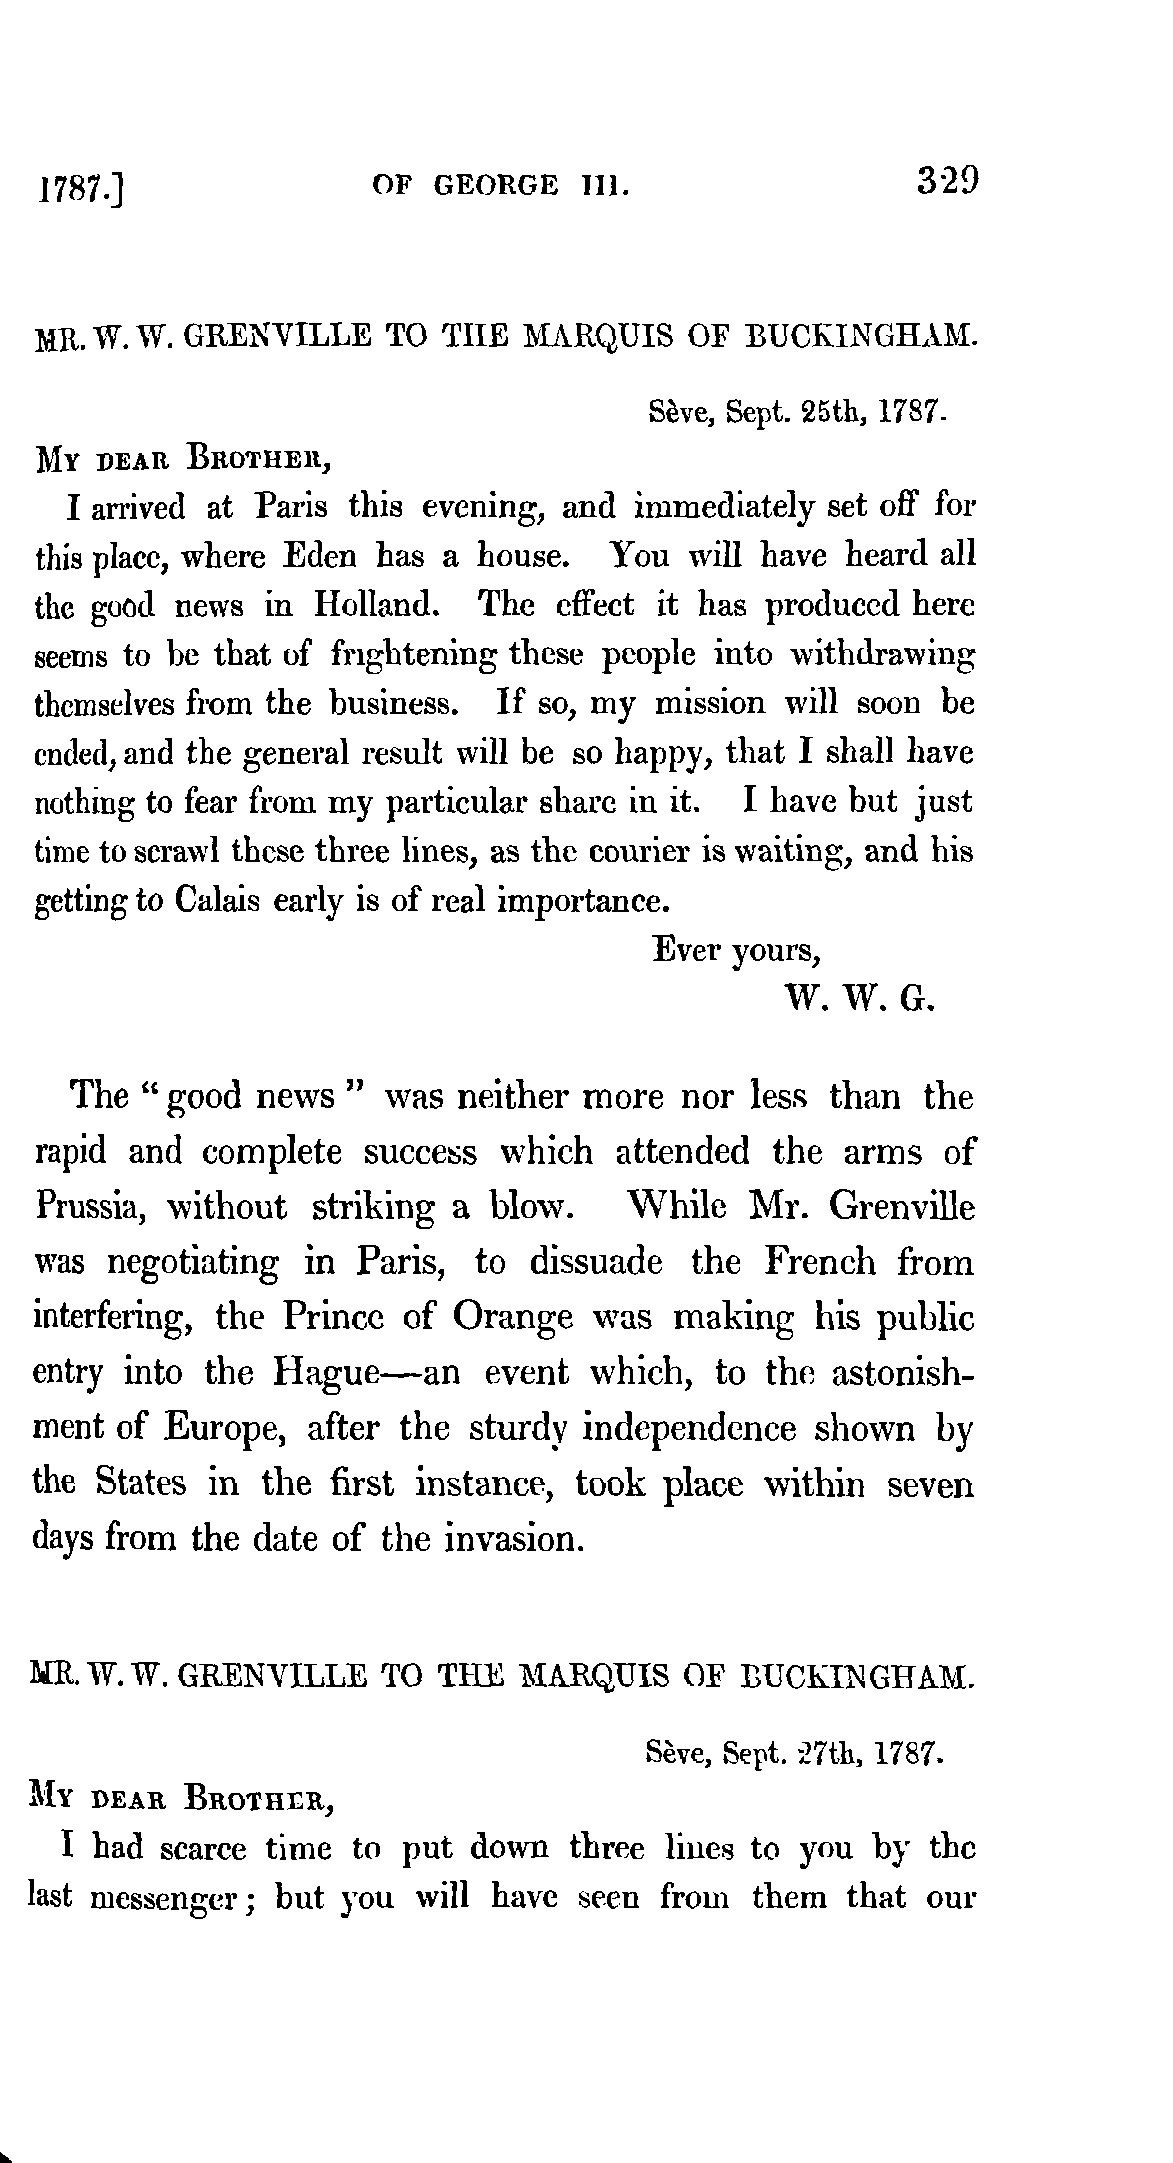 1787.] OF GEORGE III. 329
MR. W. W. GRENVILLE TO THE MARQUIS OF BUCKINGHAM.
Sève, Sept. 25th, 1787.
MY DEAR BROTHER,
I arrived at Paris this evening, and immediately set off for
this place, where Eden has a house. You will have heard all
the good news in Holland. The effect it has produced here
seems to be that of frightening these people into withdrawing
themselves from the business. If so, my mission will soon be
ended, and the general result will be so happy, that I shall have
nothing to fear from my particular share in it. I have but just
time to scrawl these three lines, as the courier is waiting, and his
getting to Calais early is of real importance.
Ever yours,
W. W. G.
The "good news" was neither more nor less than the
rapid and complete success which attended the arms of
Prussia, without striking a blow. While Mr. Grenville
was negotiating in Paris, to dissuade the French from
interfering, the Prince of Orange was making his public
entry into the Hague—an event which, to the astonish-
ment of Europe, after the sturdy independence shown by
the States in the first instance, took place within seven
days from the date of the invasion.
MR. W. W. GRENVILLE TO THE MARQUIS OF BUCKINGHAM.
Sève, Sept. 27th, 1787.
MY DEAR BROTHER,
I had scarce time to put down three lines to you by the
last messenger; but you will have seen from them that our